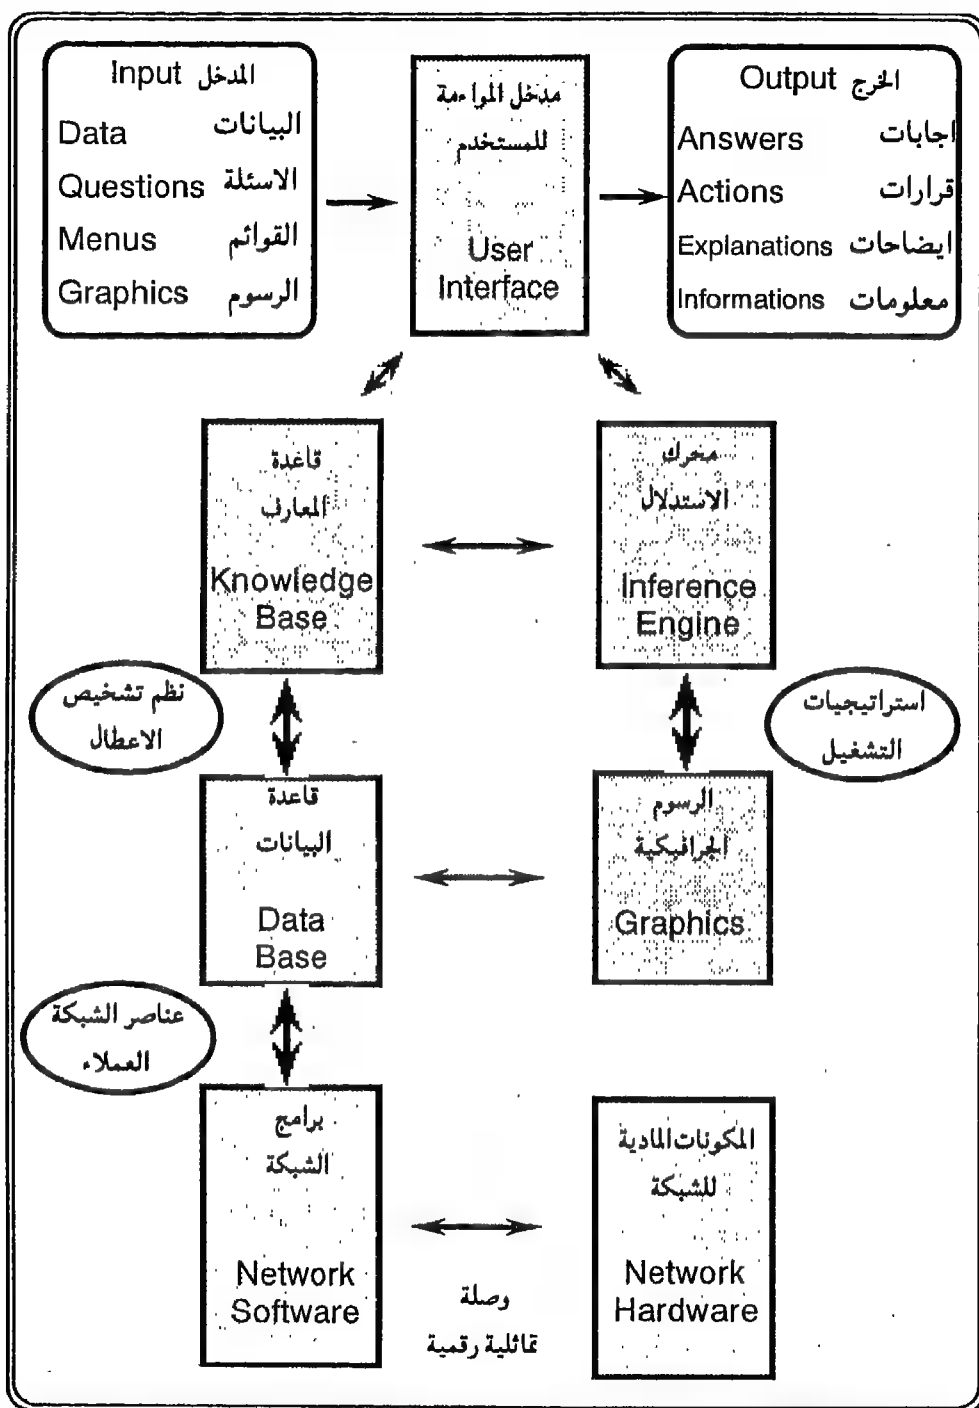 Input المدخل
Data البيانات
Questions الاسئلة
Menus القوائم
Graphics الرسوم
مدخل المواءمة
للمستخدم
User
Interface
Output الخرج
Answers اجابات
Actions قرارات
Explanations ايضاحات
Informations معلومات
قاعدة
المعارف
Knowledge
Base
محرك
الاستدلال
Inference
Engine
نظم تشخيص
الاعطال
استراتيجيات
التشغيل
قاعدة
البيانات
Data
Base
الرسوم
الجرافيكية
Graphics
عناصر الشبكة
العملاء
برامج
الشبكة
Network
Software
وصلة
تماثلية رقمية
المكونات المادية
للشبكة
Network
Hardware